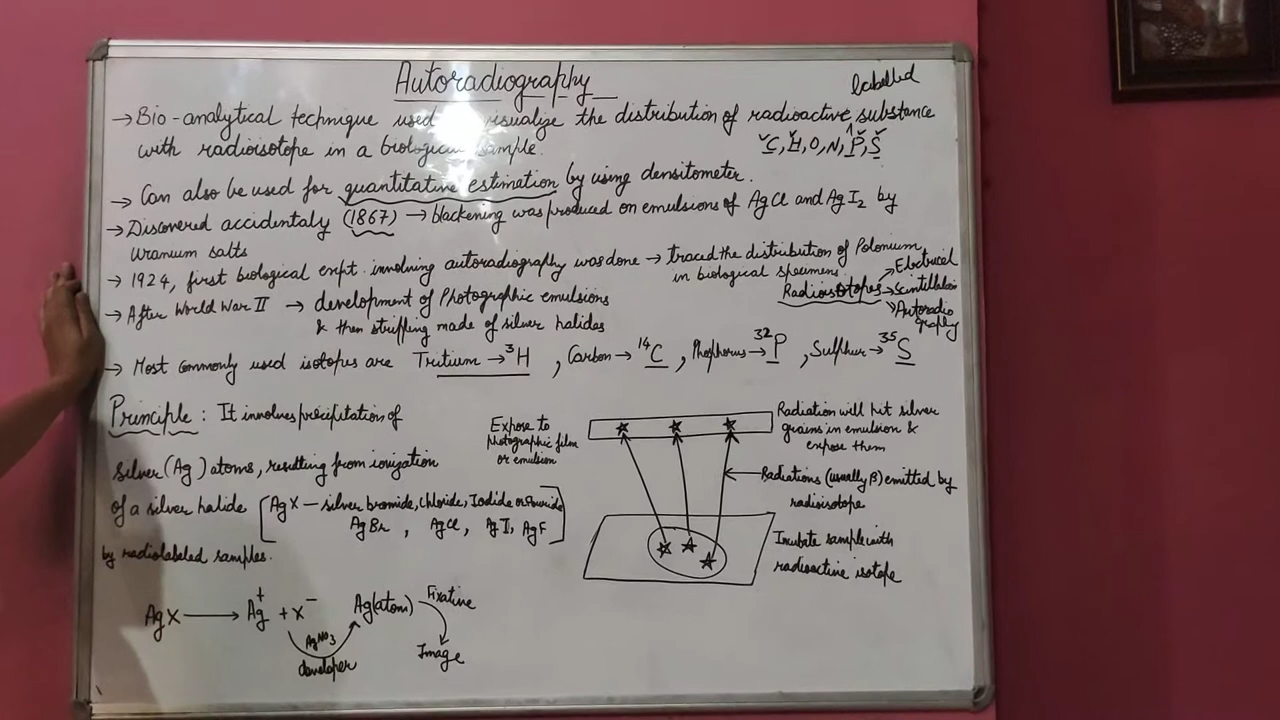 Autoradiography
labelled
→ Bio-analytical technique used visualize the distribution of radioactive ^ substance
with radioisotope in a biological sample.
C, H, O, N, P, S
→ Can also be used for quantitative estimation by using densitometer.
→ Discovered accidentaly (1867) → blackening was produced on emulsions of AgCl and AgI₂ by
Uranium salts
→ 1924, first biological expt. involving autoradiography was done → traced the distribution of Polonium
in biological specimens.
→ After World War II → development of Photographic emulsions
& then stripping made of silver halides
Radioisotopes → Electrical
→ Scintillation
→ Autoradio
graphy
→ Most commonly used isotopes are Tritium → ³H , Carbon → ¹⁴C , Phosphorus → ³²P , Sulphur → ³⁵S
Principle : It involves precipitation of
silver (Ag) atoms, resulting from ionization
of a silver halide [AgX — silver bromide, Chloride, Iodide or Flouride
AgBr , AgCl, AgI, AgF]
by radiolabeled samples.
AgX → Ag⁺ + X⁻ Ag(atom) Fixative
AgNO₃
developer
Image
Expose to
photographic film
or emulsion
Radiation will hit silver
grains in emulsion &
expose them
Radiations (usually β) emitted by
radioisotope
Incubate sample with
radioactive isotope